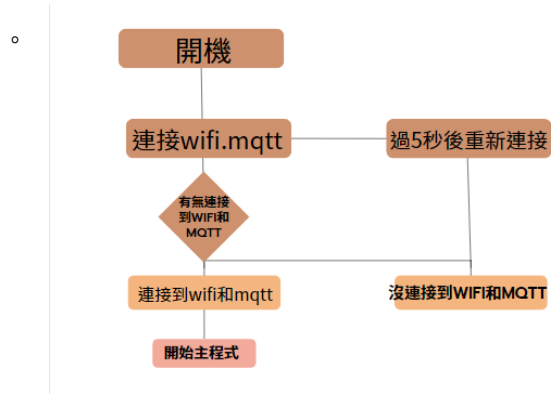 。
開機
連接wifi.mqtt
過5秒後重新連接
有無連接
到WIFI和
MQTT
連接到wifi和mqtt
沒連接到WIFI和MQTT
開始主程式